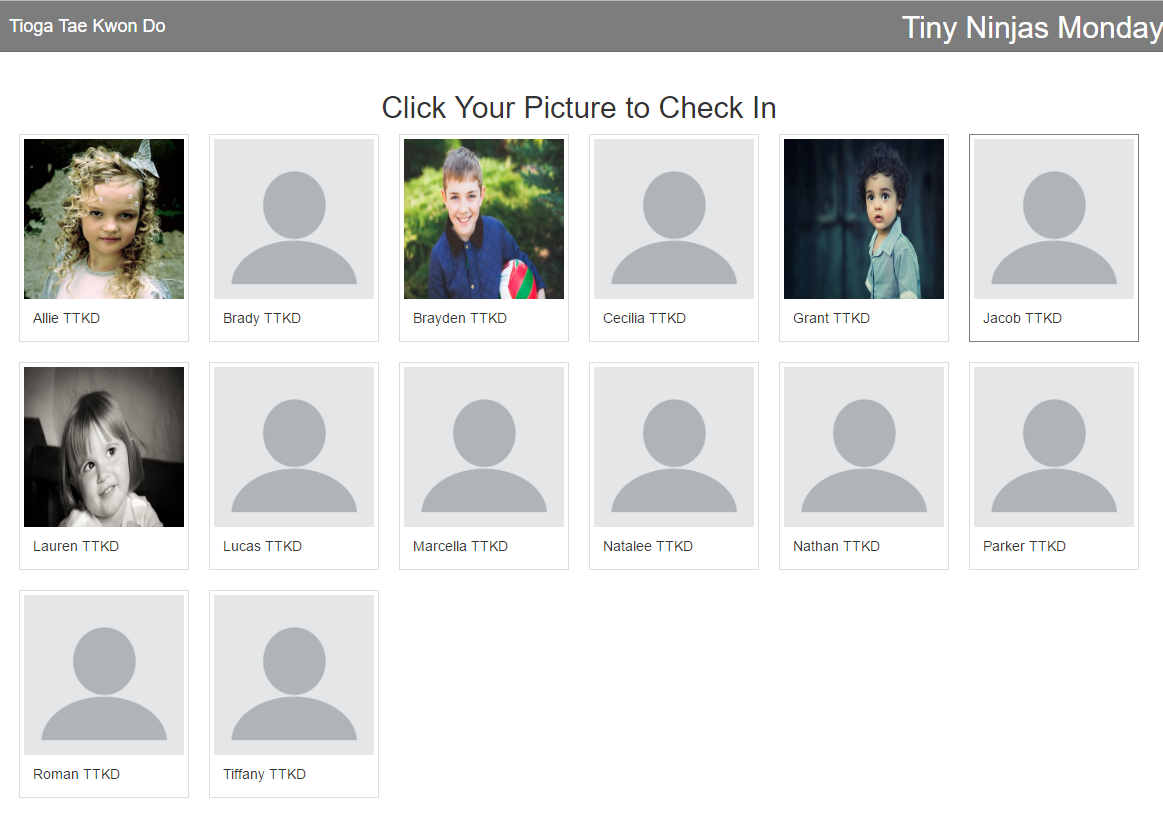 Tioga Tae Kwon Do
Tiny Ninjas Monday
Click Your Picture to Check In
Allie TTKD
Brady TTKD
Brayden TTKD
Cecilia TTKD
Grant TTKD
Jacob TTKD
Lauren TTKD
Lucas TTKD
Marcella TTKD
Natalee TTKD
Nathan TTKD
Parker TTKD
Roman TTKD
Tiffany TTKD